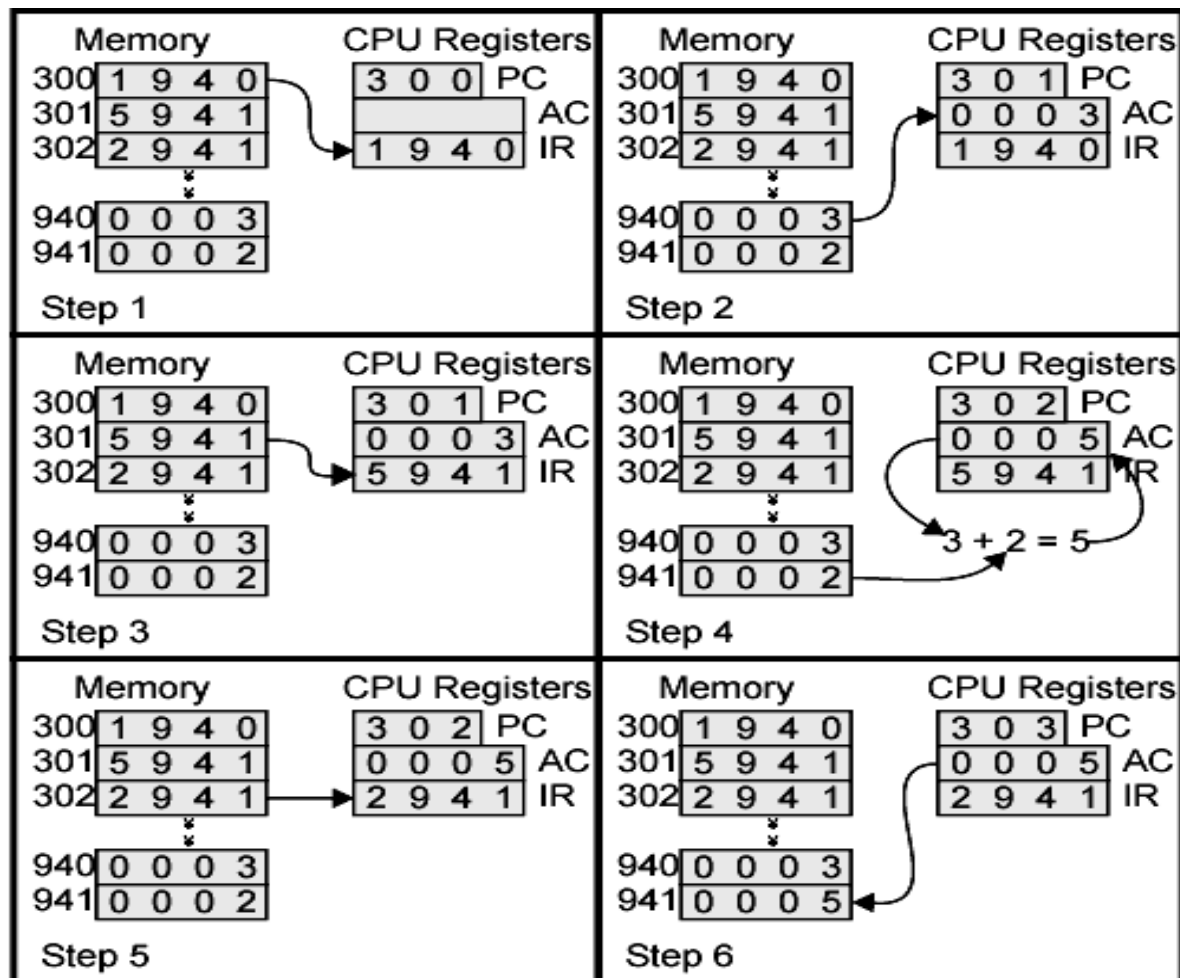 Memory CPU Registers
300 1 9 4 0 3 0 0 PC
301 5 9 4 1 AC
302 2 9 4 1 1 9 4 0 IR
940 0 0 0 3
941 0 0 0 2
Step 1
Memory CPU Registers
300 1 9 4 0 3 0 1 PC
301 5 9 4 1 0 0 0 3 AC
302 2 9 4 1 1 9 4 0 IR
940 0 0 0 3
941 0 0 0 2
Step 2
Memory CPU Registers
300 1 9 4 0 3 0 1 PC
301 5 9 4 1 0 0 0 3 AC
302 2 9 4 1 5 9 4 1 IR
940 0 0 0 3
941 0 0 0 2
Step 3
Memory CPU Registers
300 1 9 4 0 3 0 2 PC
301 5 9 4 1 0 0 0 5 AC
302 2 9 4 1 5 9 4 1 IR
940 0 0 0 3 3 + 2 = 5
941 0 0 0 2
Step 4
Memory CPU Registers
300 1 9 4 0 3 0 2 PC
301 5 9 4 1 0 0 0 5 AC
302 2 9 4 1 2 9 4 1 IR
940 0 0 0 3
941 0 0 0 2
Step 5
Memory CPU Registers
300 1 9 4 0 3 0 3 PC
301 5 9 4 1 0 0 0 5 AC
302 2 9 4 1 2 9 4 1 IR
940 0 0 0 3
941 0 0 0 5
Step 6